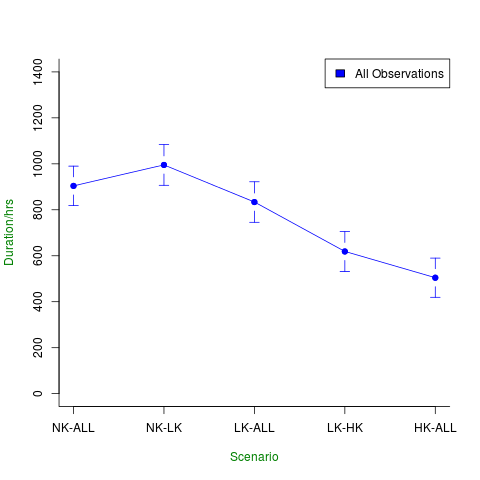 All Observations
1400
1200
1000
800
600
400
200
0
Duration/hrs
NK-ALL NK-LK LK-ALL LK-HK HK-ALL
Scenario